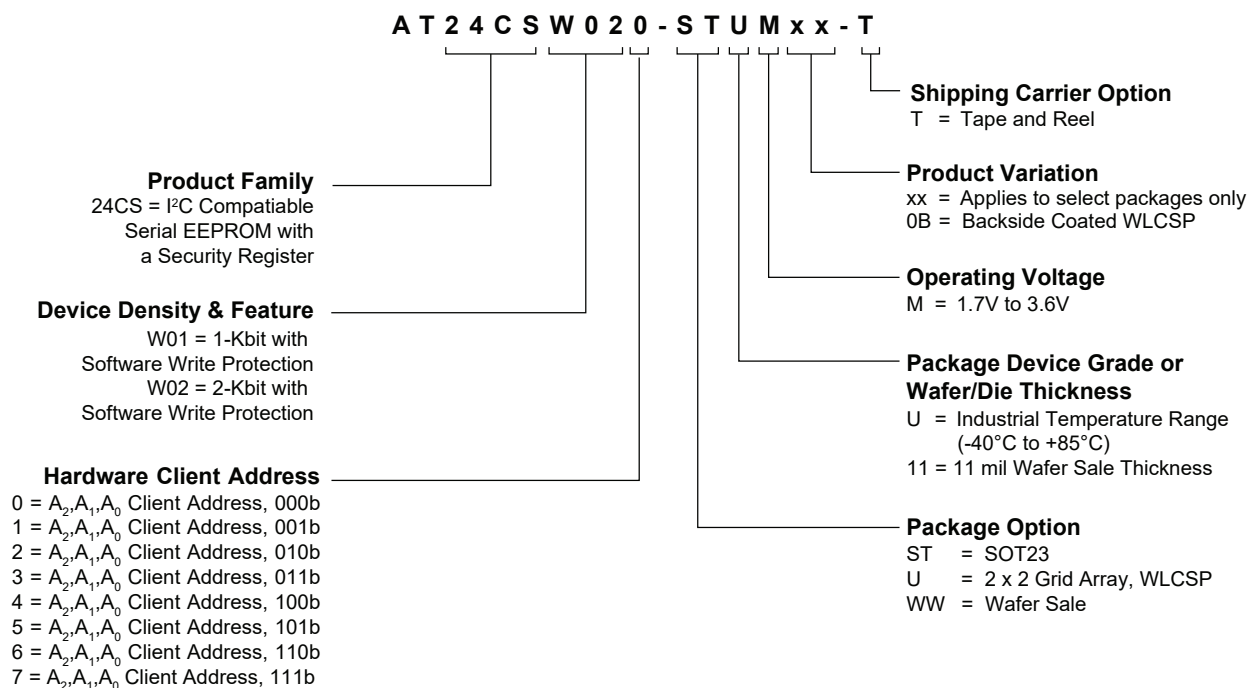 AT24CSW020-STUMxx-T
Product Family
24CS = I²C Compatiable
Serial EEPROM with
a Security Register
Device Density & Feature
W01 = 1-Kbit with
Software Write Protection
W02 = 2-Kbit with
Software Write Protection
Hardware Client Address
0 = A₂,A₁,A₀ Client Address, 000b
1 = A₂,A₁,A₀ Client Address, 001b
2 = A₂,A₁,A₀ Client Address, 010b
3 = A₂,A₁,A₀ Client Address, 011b
4 = A₂,A₁,A₀ Client Address, 100b
5 = A₂,A₁,A₀ Client Address, 101b
6 = A₂,A₁,A₀ Client Address, 110b
7 = A₂,A₁,A₀ Client Address, 111b
Shipping Carrier Option
T = Tape and Reel
Product Variation
xx = Applies to select packages only
0B = Backside Coated WLCSP
Operating Voltage
M = 1.7V to 3.6V
Package Device Grade or
Wafer/Die Thickness
U = Industrial Temperature Range
(-40°C to +85°C)
11 = 11 mil Wafer Sale Thickness
Package Option
ST = SOT23
U = 2 x 2 Grid Array, WLCSP
WW = Wafer Sale